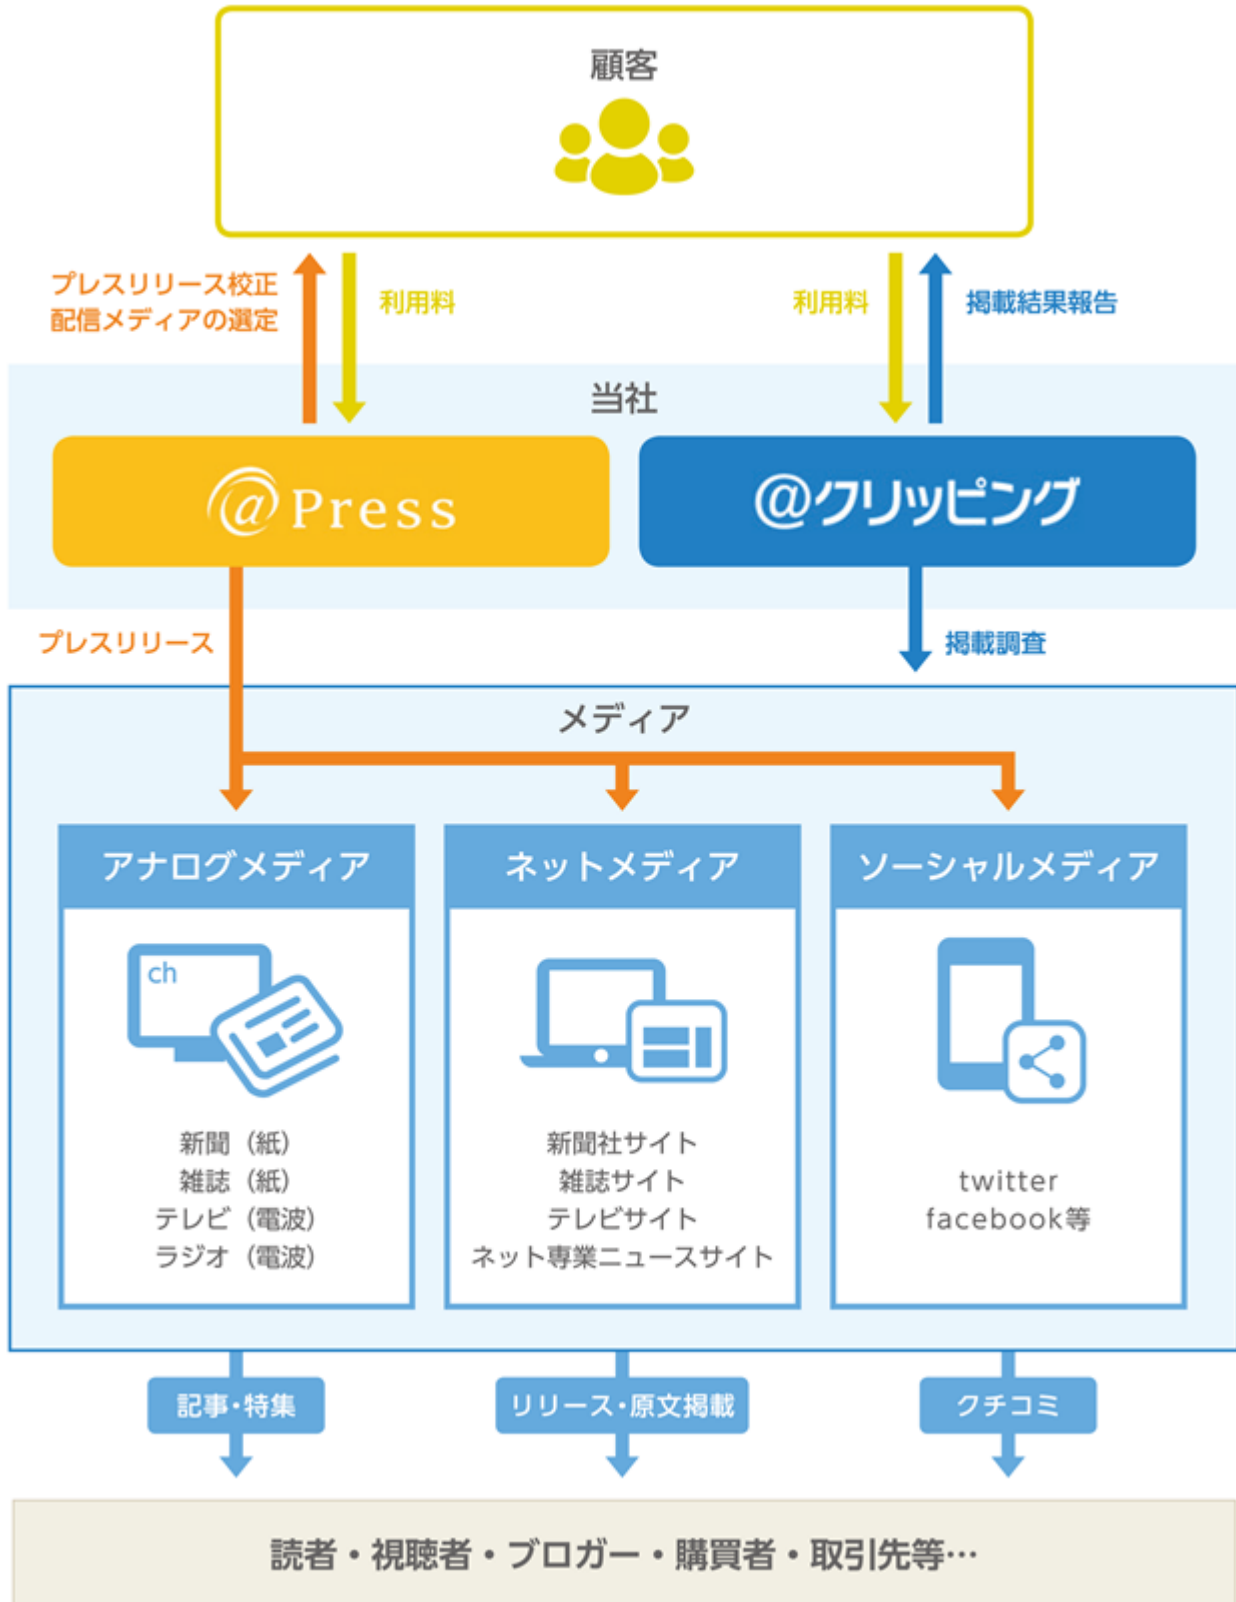 顧客
プレスリリース校正
配信メディアの選定
利用料
利用料
掲載結果報告
当社
@Press
@クリッピング
プレスリリース
掲載調査
メディア
アナログメディア
ch
新聞（紙）
雑誌（紙）
テレビ（電波）
ラジオ（電波）
ネットメディア
新聞社サイト
雑誌サイト
テレビサイト
ネット専業ニュースサイト
ソーシャルメディア
twitter
facebook等
記事・特集
リリース・原文掲載
クチコミ
読者・視聴者・ブロガー・購買者・取引先等…